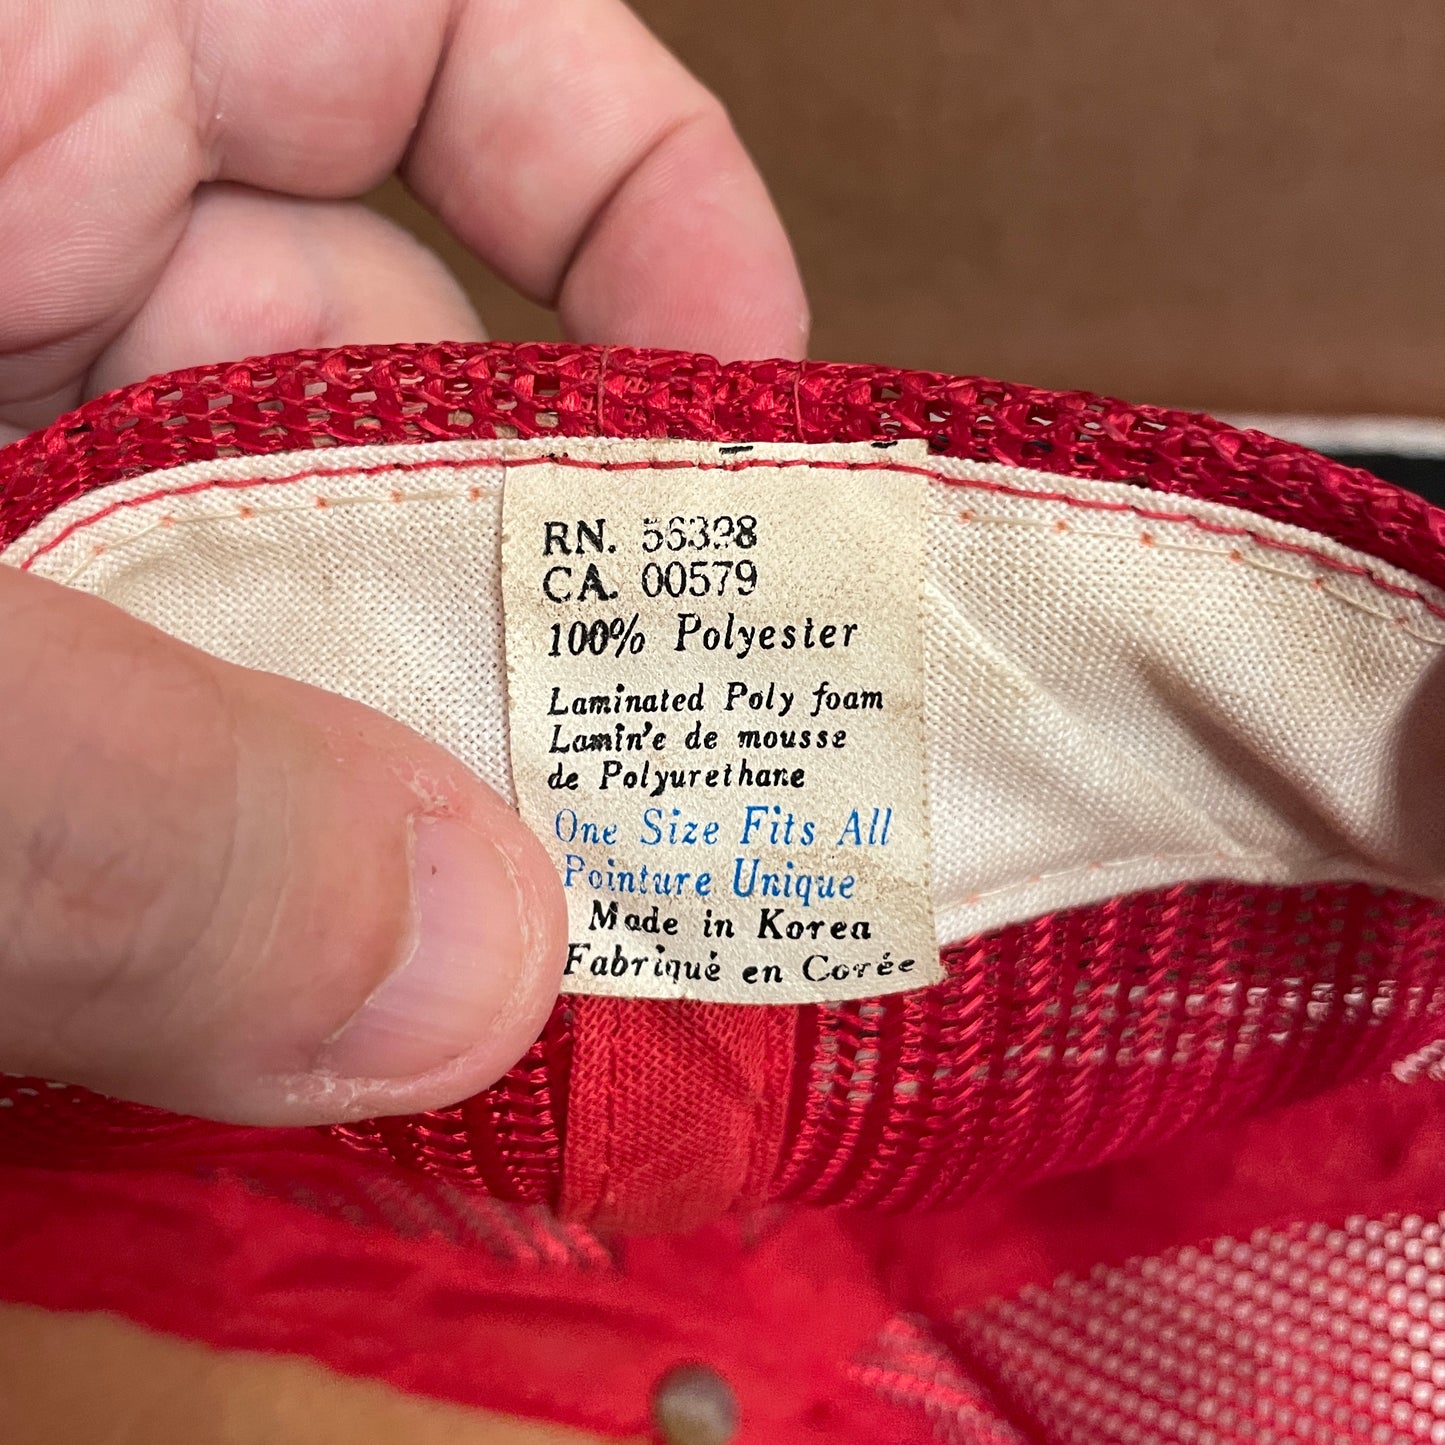 RN. 56398
CA. 00579
100% Polyester
Laminated Poly foam
Lamin'e de mousse
de Polyurethane
One Size Fits All
Pointure Unique
Made in Korea
Fabriqué en Corée